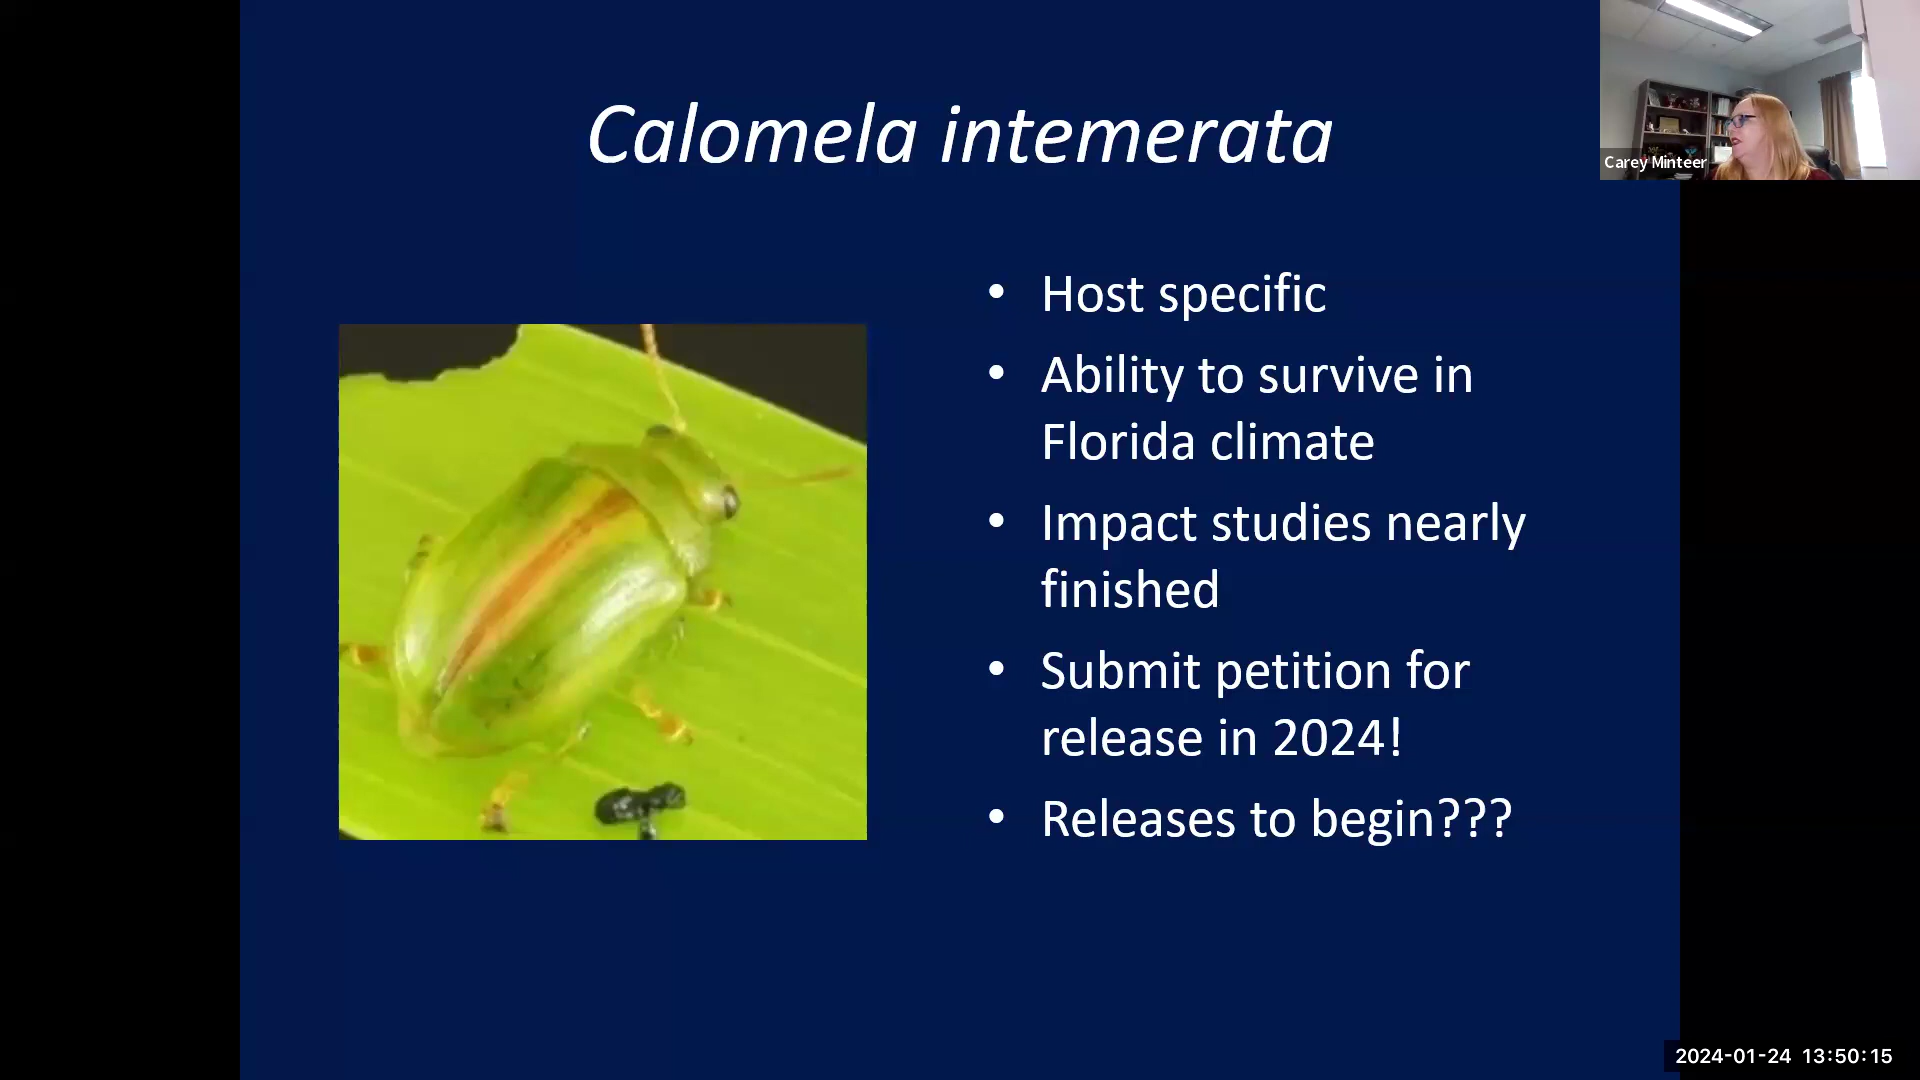 Calomela intemerata
Carey Minteer
• Host specific
• Ability to survive in
Florida climate
• Impact studies nearly
finished
• Submit petition for
release in 2024!
• Releases to begin???
2024-01-24 13:50:15